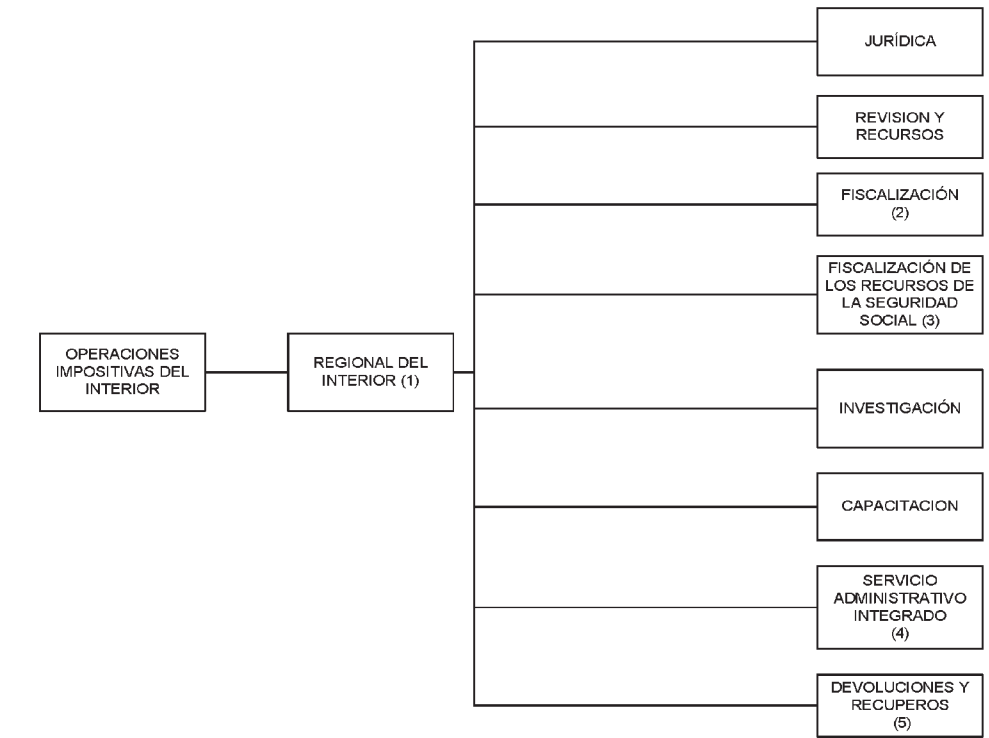 JURÍDICA
REVISION Y
RECURSOS
FISCALIZACIÓN
(2)
FISCALIZACIÓN DE
LOS RECURSOS DE
LA SEGURIDAD
SOCIAL (3)
OPERACIONES
IMPOSITIVAS DEL
INTERIOR
REGIONAL DEL
INTERIOR (1)
INVESTIGACIÓN
CAPACITACION
SERVICIO
ADMINISTRATIVO
INTEGRADO
(4)
DEVOLUCIONES Y
RECUPEROS
(5)